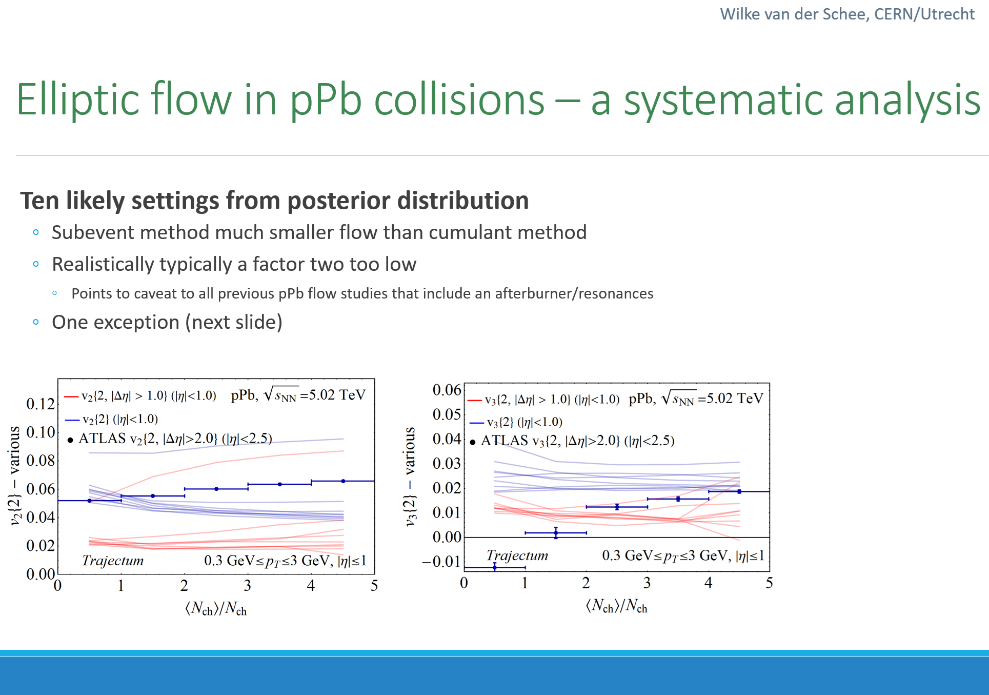 Wilke van der Schee, CERN/Utrecht
Elliptic flow in pPb collisions – a systematic analysis
Ten likely settings from posterior distribution
◦ Subevent method much smaller flow than cumulant method
◦ Realistically typically a factor two too low
◦ Points to caveat to all previous pPb flow studies that include an afterburner/resonances
◦ One exception (next slide)
v₂{2, |Δη| > 1.0} (|η|<1.0) pPb, √sNN =5.02 TeV
v₂{2} (|η|<1.0)
ATLAS v₂{2, |Δη|>2.0} (|η|<2.5)
v₂{2} – various
0.12
0.10
0.08
0.06
0.04
0.02
0.00
Trajectum 0.3 GeV≤pT≤3 GeV, |η|≤1
0 1 2 3 4 5
⟨Nch⟩/Nch
v₃{2, |Δη| > 1.0} (|η|<1.0) pPb, √sNN =5.02 TeV
v₃{2} (|η|<1.0)
ATLAS v₃{2, |Δη|>2.0} (|η|<2.5)
v₃{2} – various
0.06
0.05
0.04
0.03
0.02
0.01
0.00
−0.01
Trajectum 0.3 GeV≤pT≤3 GeV, |η|≤1
0 1 2 3 4 5
⟨Nch⟩/Nch